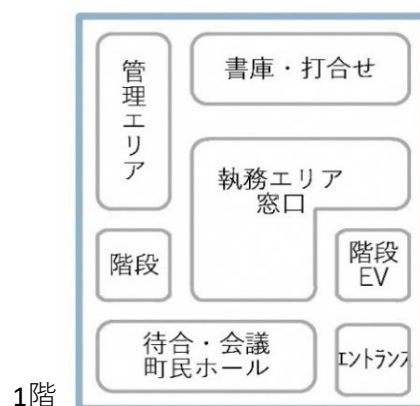 管理エリア
書庫・打合せ
執務エリア
窓口
階段
階段
EV
待合・会議
町民ホール
エントランス
1階